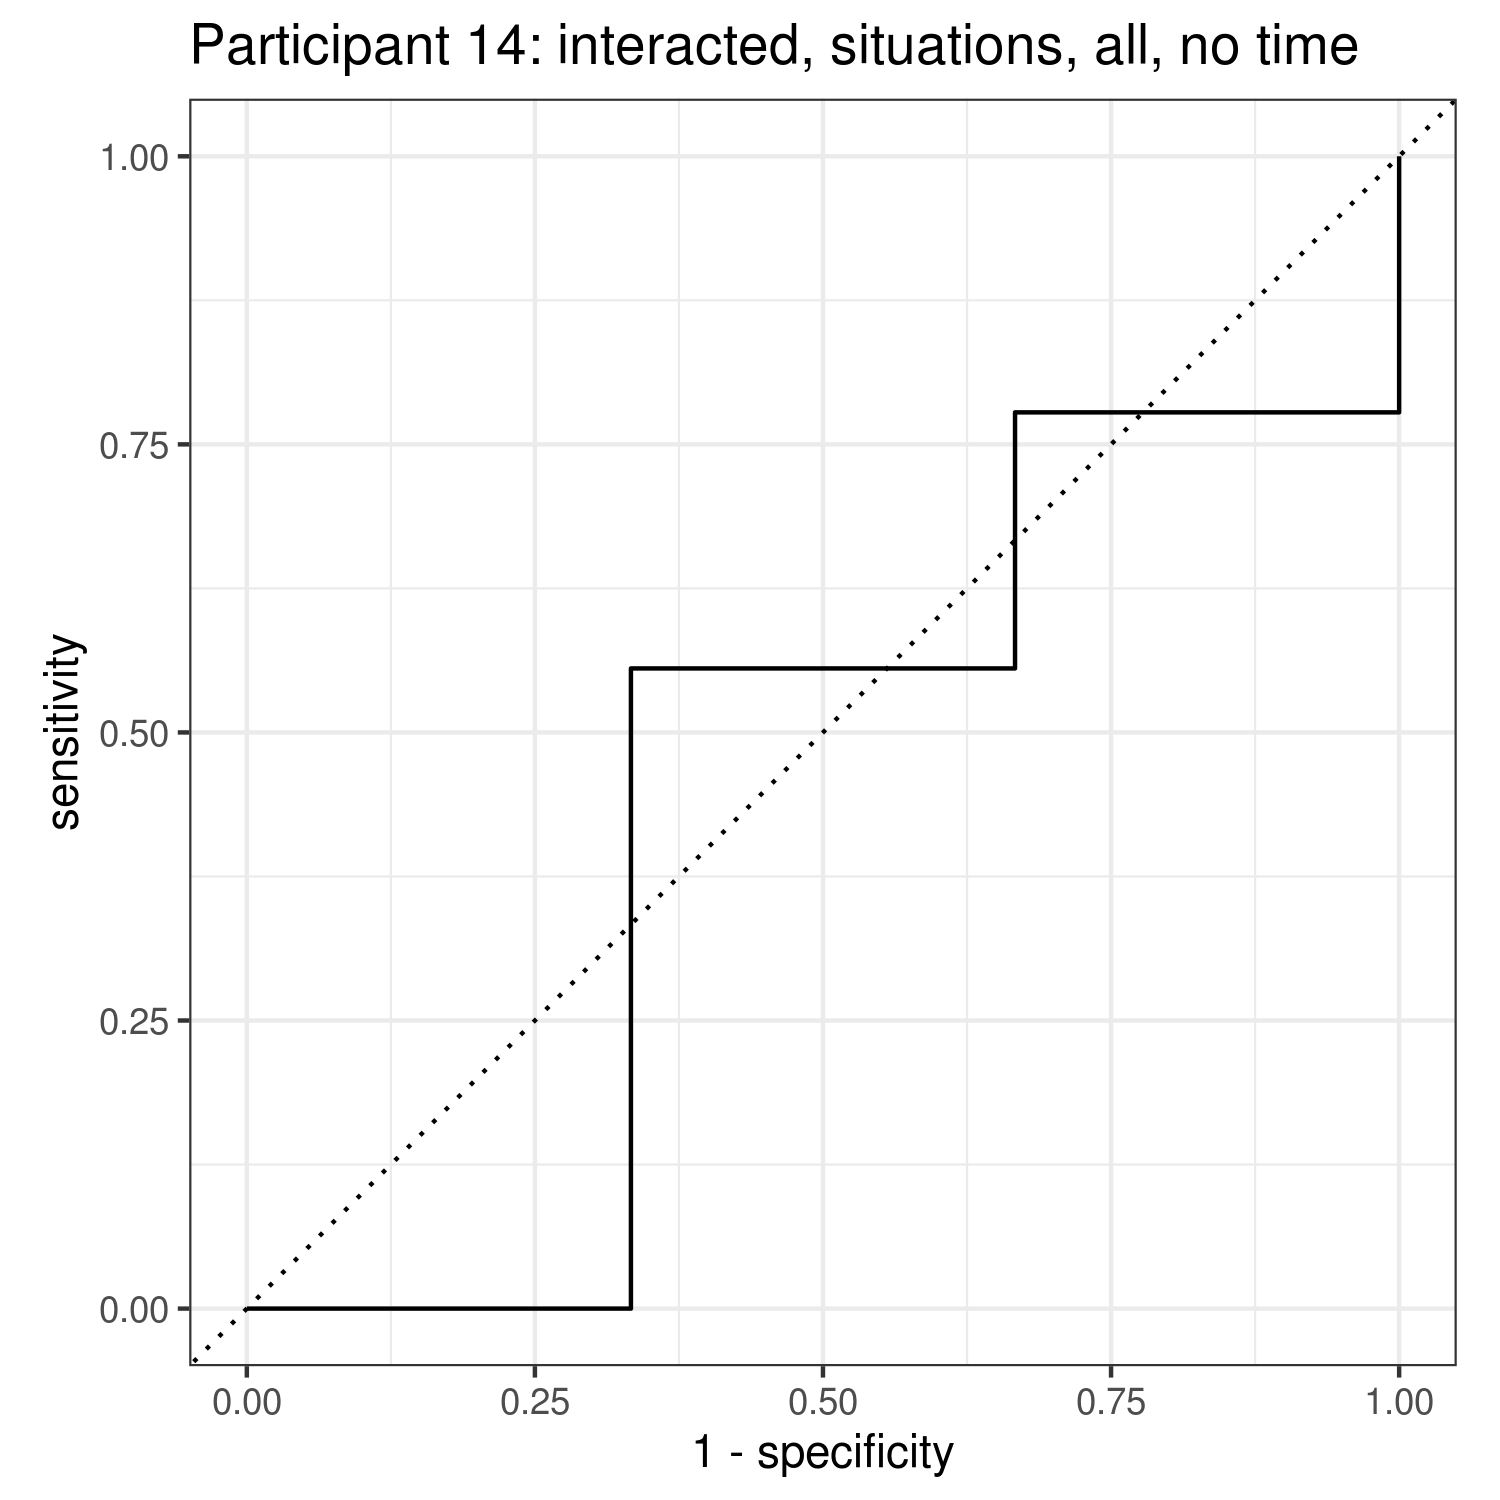 Participant 14: interacted, situations, all, no time
1.00
0.75
0.50
0.25
0.00
sensitivity
0.00 0.25 0.50 0.75 1.00
1 - specificity